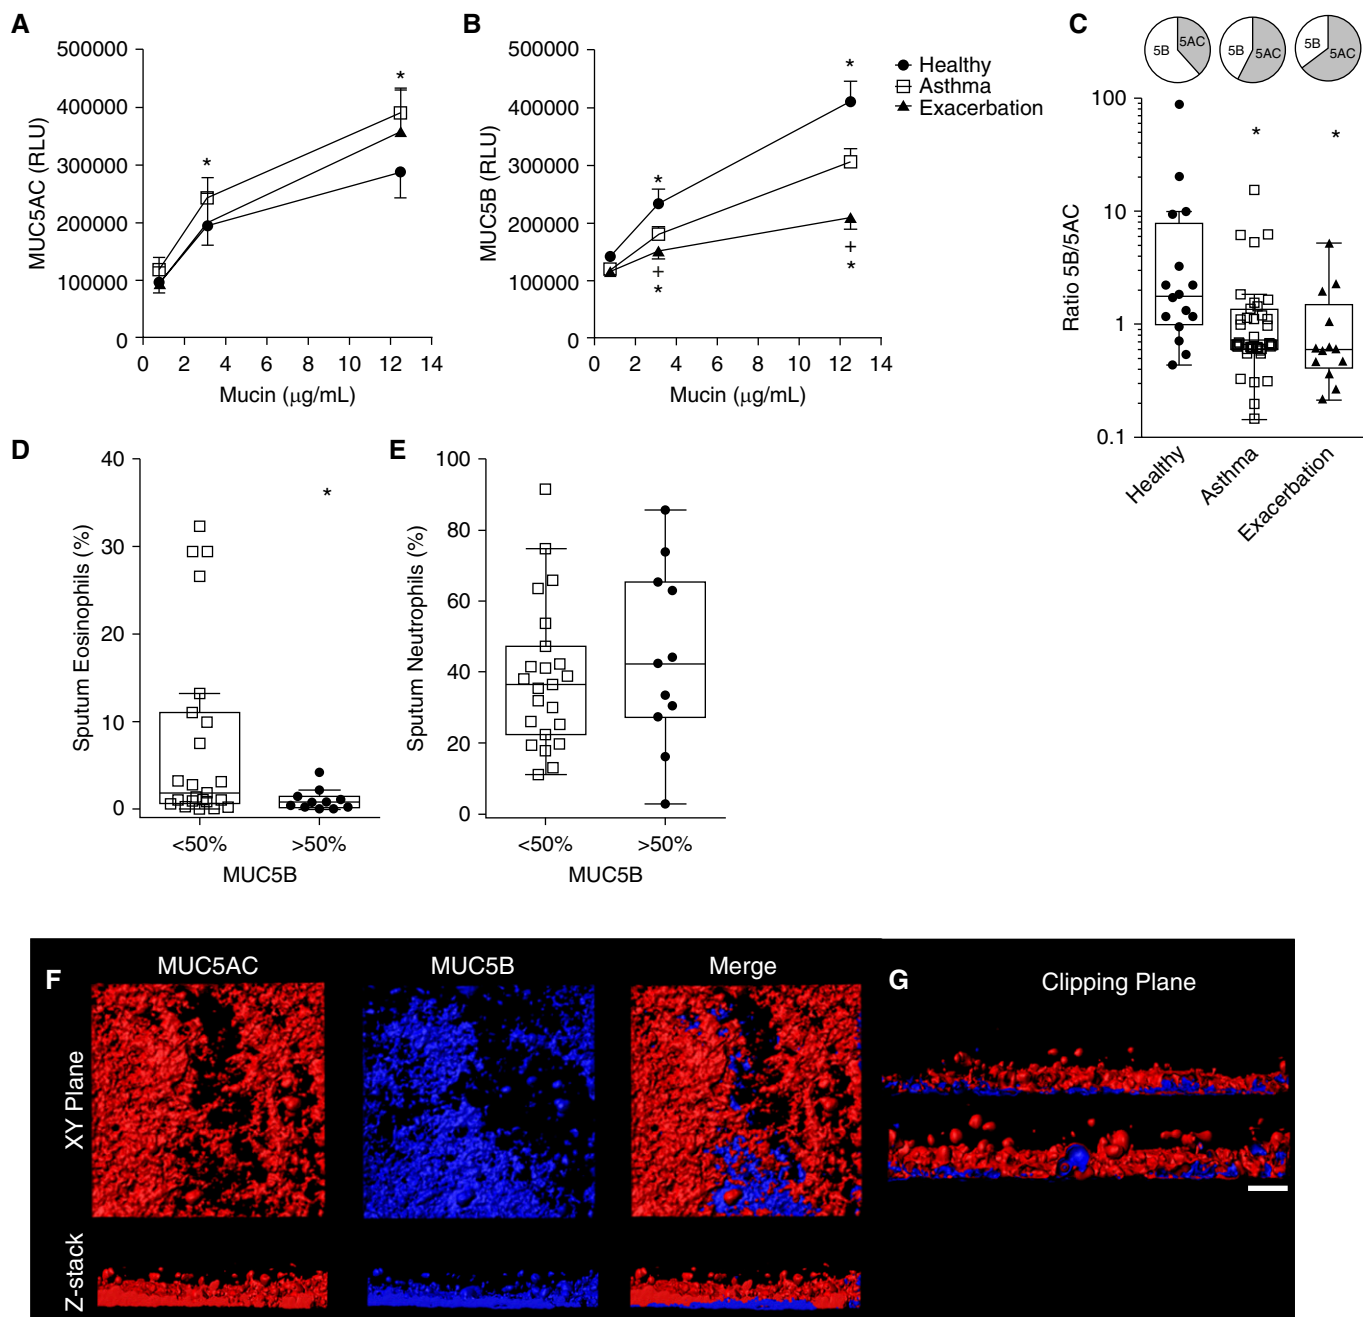 A
500000
400000
300000
200000
100000
0
MUC5AC (RLU)
0 2 4 6 8 10 12 14
Mucin (μg/mL)
*
*
B
500000
400000
300000
200000
100000
0
MUC5B (RLU)
0 2 4 6 8 10 12 14
Mucin (μg/mL)
*
*
+
*
+
*
Healthy
Asthma
Exacerbation
C
5B 5AC
5B 5AC
5B 5AC
100
10
1
0.1
Ratio 5B/5AC
*
*
Healthy
Asthma
Exacerbation
D
40
30
20
10
0
Sputum Eosinophils (%)
*
<50% >50%
MUC5B
E
100
80
60
40
20
0
Sputum Neutrophils (%)
<50% >50%
MUC5B
F
MUC5AC MUC5B Merge
XY Plane
Z-stack
G
Clipping Plane